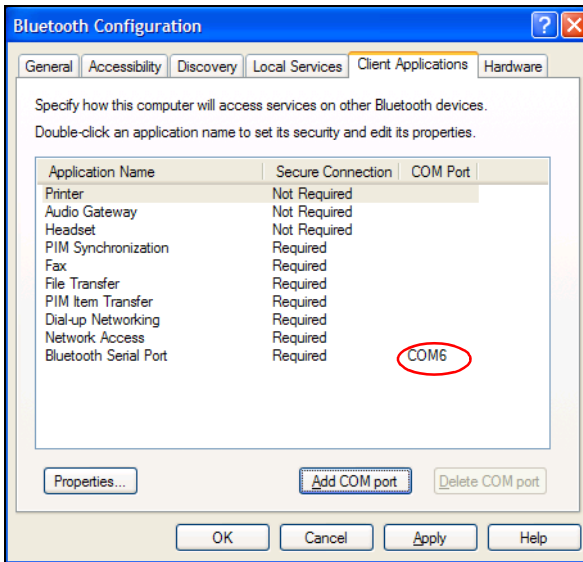 Bluetooth Configuration
?
General Accessibility Discovery Local Services Client Applications Hardware
Specify how this computer will access services on other Bluetooth devices.
Double-click an application name to set its security and edit its properties.
Application Name Secure Connection COM Port
Printer Not Required
Audio Gateway Not Required
Headset Not Required
PIM Synchronization Required
Fax Required
File Transfer Required
PIM Item Transfer Required
Dial-up Networking Required
Network Access Required
Bluetooth Serial Port Required COM6
Properties... Add COM port Delete COM port
OK Cancel Apply Help